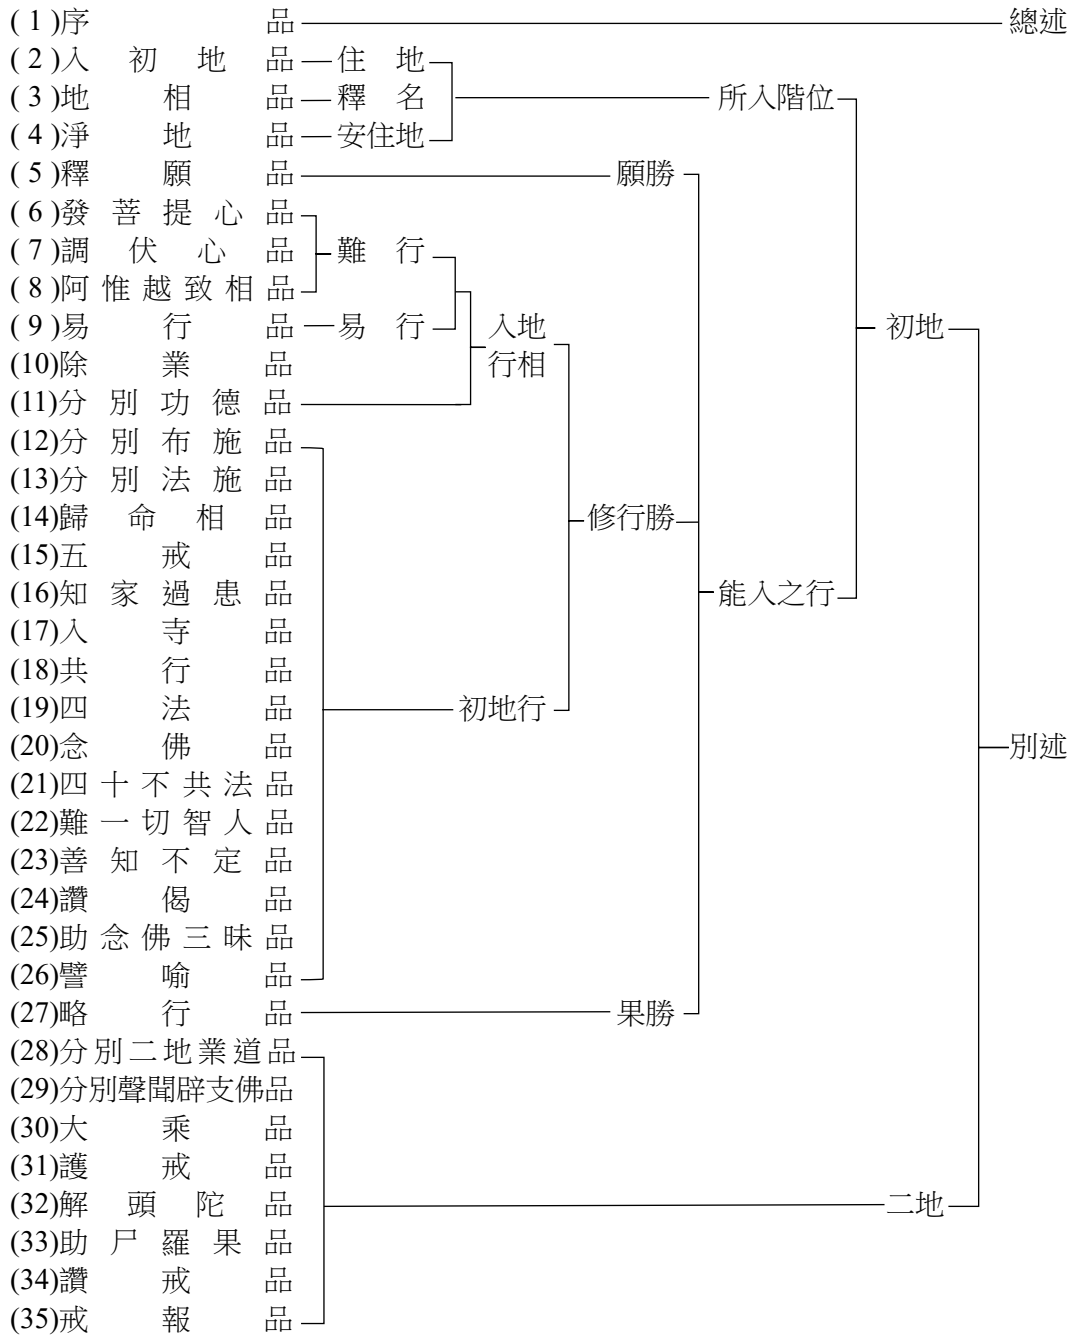 (1)序品 總述
(2)入初地品 住地
(3)地相品 釋名 所入階位
(4)淨地品 安住地
(5)釋願品 願勝
(6)發菩提心品
(7)調伏心品 難行
(8)阿惟越致相品
(9)易行品 易行 入地 初地
(10)除業品 行相
(11)分別功德品
(12)分別布施品
(13)分別法施品
(14)歸命相品 修行勝
(15)五戒品
(16)知家過患品 能入之行
(17)入寺品
(18)共行品
(19)四法品 初地行
(20)念佛品 別述
(21)四十不共法品
(22)難一切智人品
(23)善知不定品
(24)讚偈品
(25)助念佛三昧品
(26)譬喻品
(27)略行品 果勝
(28)分別二地業道品
(29)分別聲聞辟支佛品
(30)大乘品
(31)護戒品
(32)解頭陀品 二地
(33)助尸羅果品
(34)讚戒品
(35)戒報品